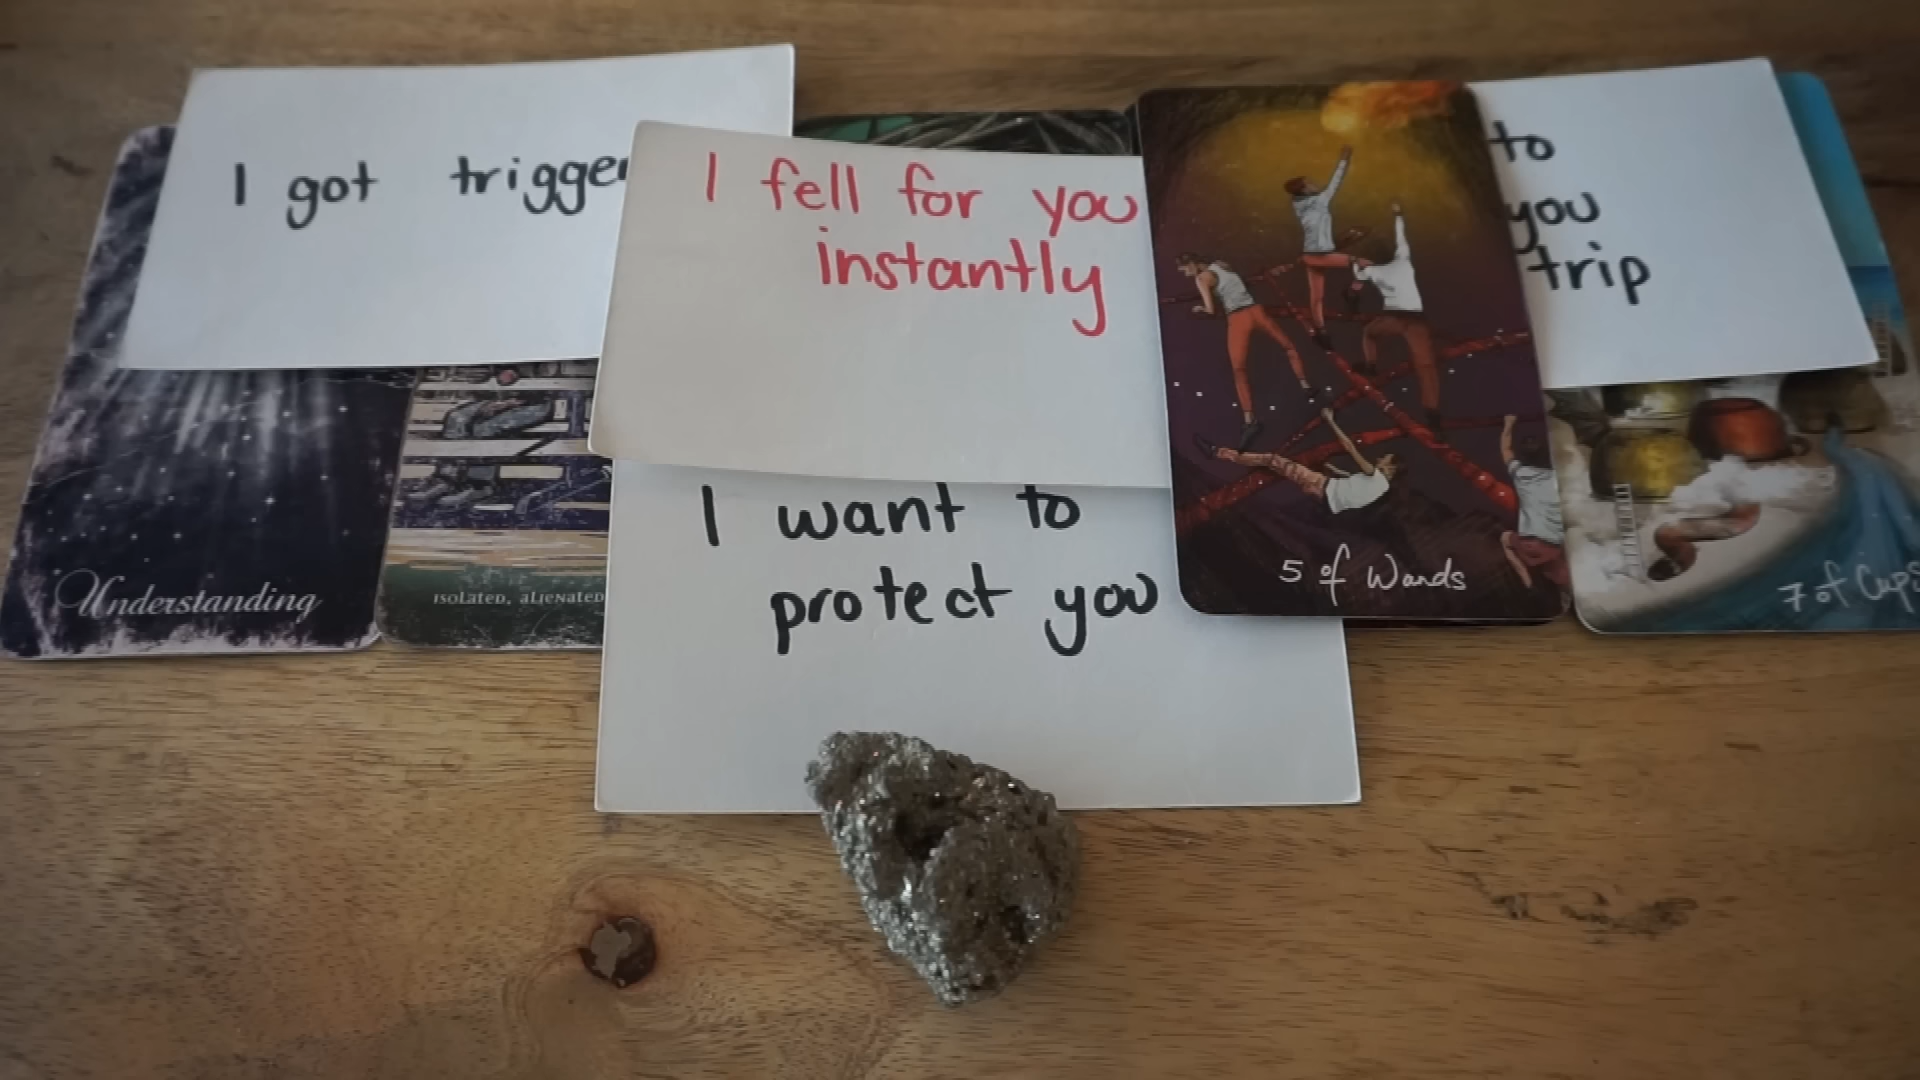 I got trigger
I fell for you
instantly
I want to
protect you
to
you
trip
Understanding
ISOLATED, ALIENATED
5 of Wands
7 of Cups